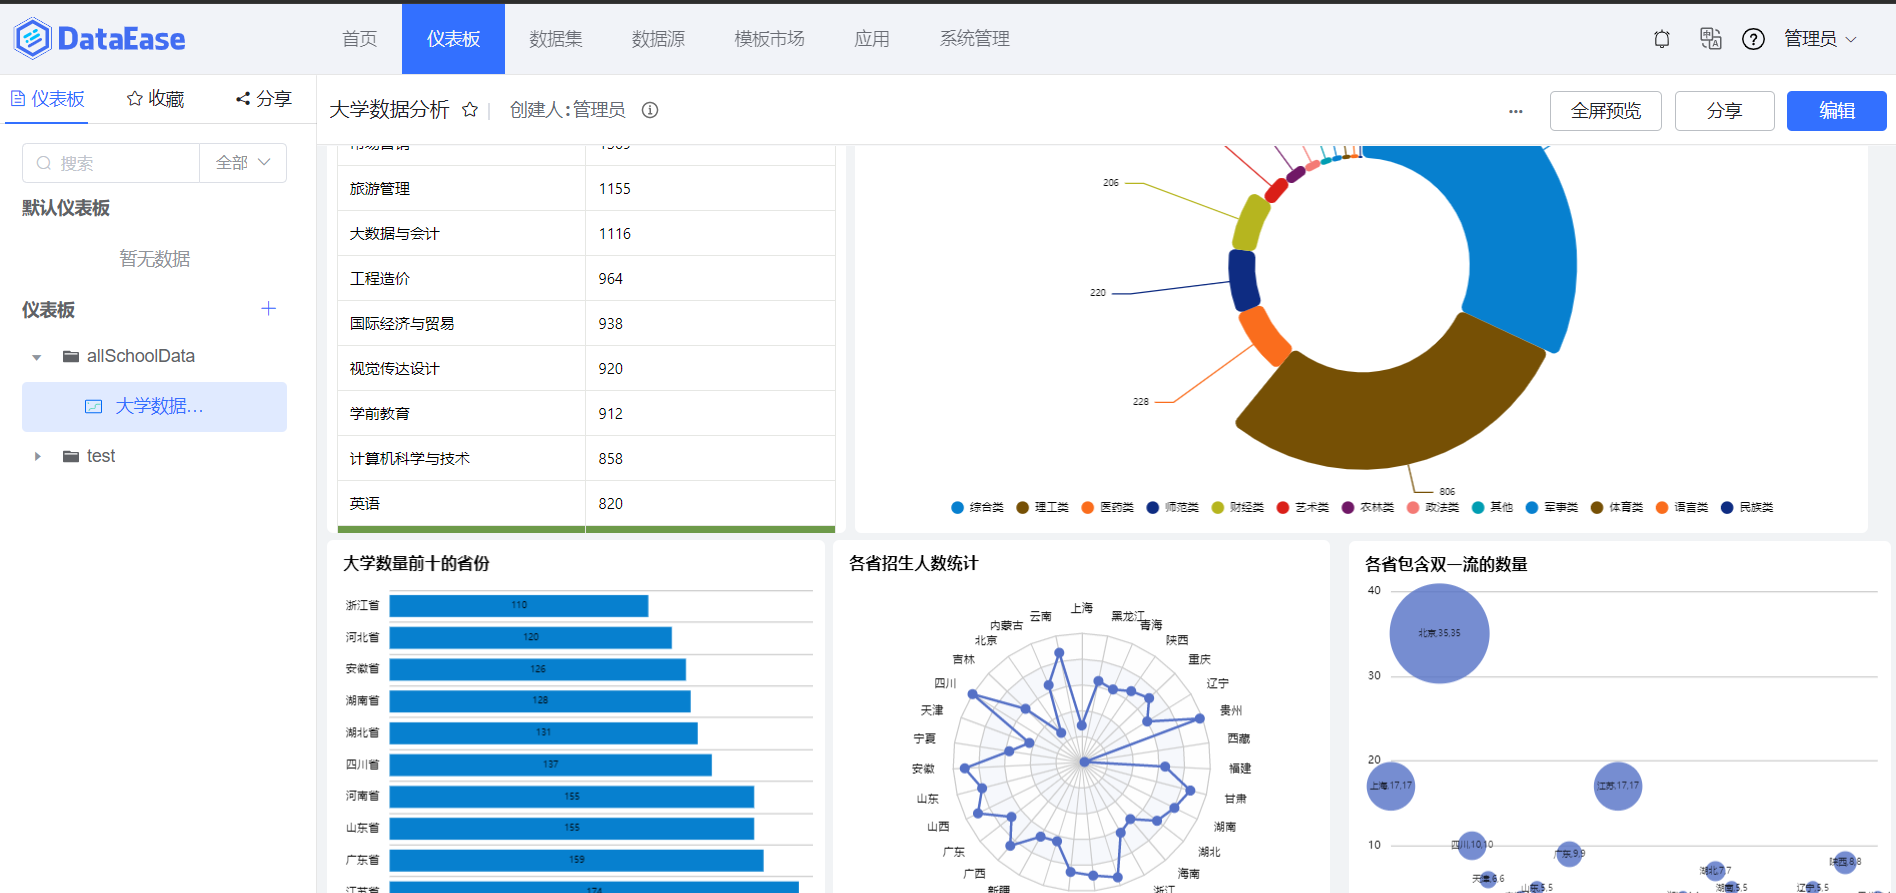 DataEase
首页
仪表板
数据集
数据源
模板市场
应用
系统管理
管理员
仪表板
收藏
分享
大学数据分析
创建人:管理员
...
全屏预览
分享
编辑
搜索
全部
默认仪表板
暂无数据
仪表板
allSchoolData
大学数据...
test
旅游管理 1155
大数据与会计 1116
工程造价 964
国际经济与贸易 938
视觉传达设计 920
学前教育 912
计算机科学与技术 858
英语 820
206
220
228
806
综合类 理工类 医药类 师范类 财经类 艺术类 农林类 政法类 其他 军事类 体育类 语言类 民族类
大学数量前十的省份
浙江省 110
河北省 120
安徽省 126
湖南省 128
湖北省 131
四川省 137
河南省 155
山东省 155
广东省 159
江苏省 174
各省招生人数统计
上海
黑龙江
青海
陕西
重庆
辽宁
贵州
西藏
福建
甘肃
湖南
湖北
海南
浙江
新疆
广西
广东
山西
山东
安徽
宁夏
天津
四川
吉林
北京
内蒙古
云南
各省包含双一流的数量
40
30
20
10
北京,35,35
上海,17,17
江苏,17,17
四川,10,10
广东,9,9
陕西,8,8
湖北,7,7
天津,6,6
山东,5,5
湖南,5,5
辽宁,5,5